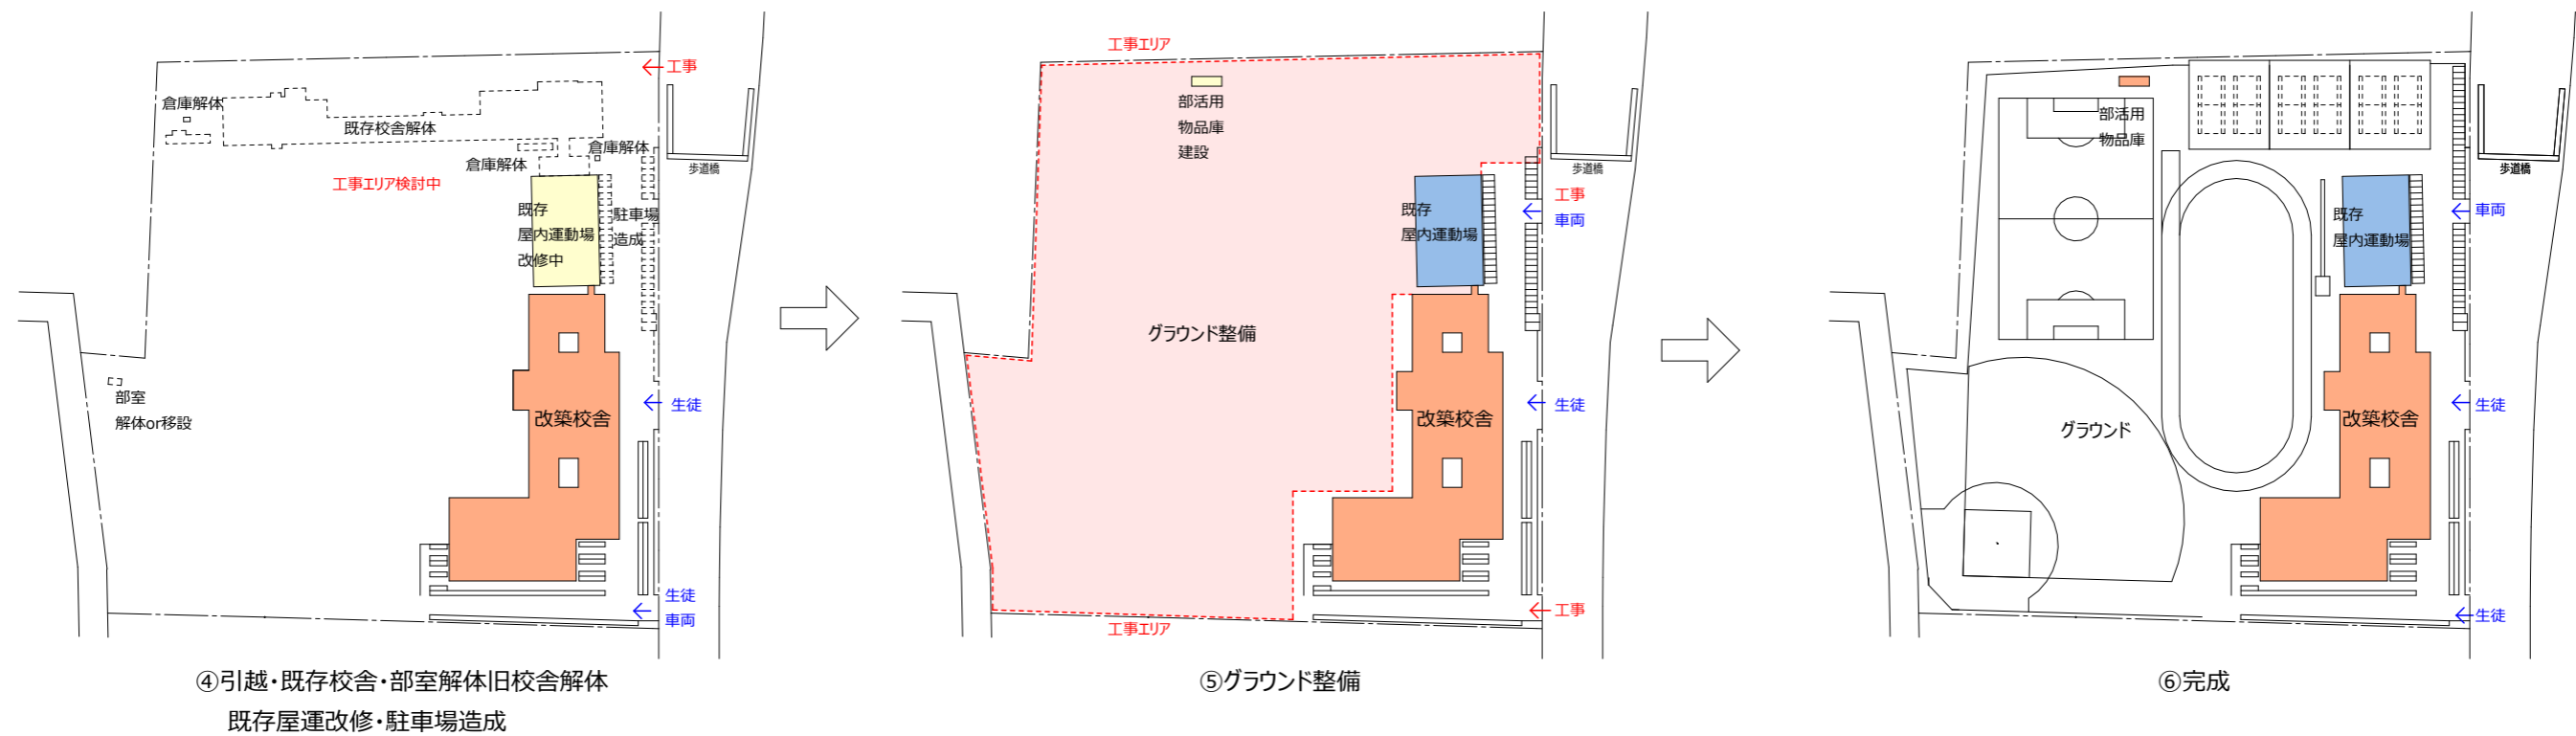 工事
倉庫解体
既存校舎解体
倉庫解体
倉庫解体
歩道橋
工事エリア検討中
既存
屋内運動場
改修中
駐車場
造成
部室
解体or移設
改築校舎
生徒
生徒
車両
④引越・既存校舎・部室解体旧校舎解体
既存屋運改修・駐車場造成
工事エリア
部活用
物品庫
建設
歩道橋
工事
車両
既存
屋内運動場
グラウンド整備
改築校舎
生徒
工事
工事エリア
⑤グラウンド整備
部活用
物品庫
歩道橋
車両
既存
屋内運動場
改築校舎
生徒
グラウンド
生徒
⑥完成